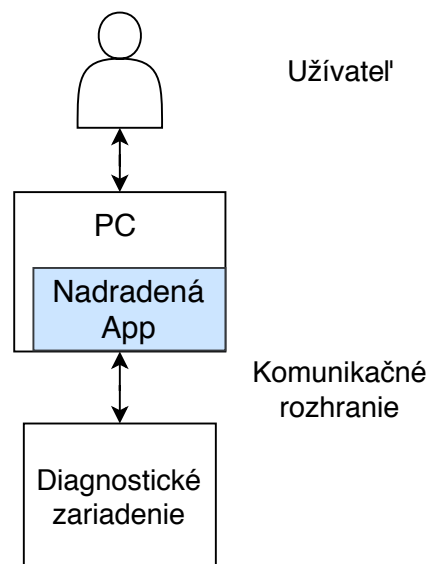 Užívateľ
PC
Nadradená
App
Komunikačné
rozhranie
Diagnostické
zariadenie